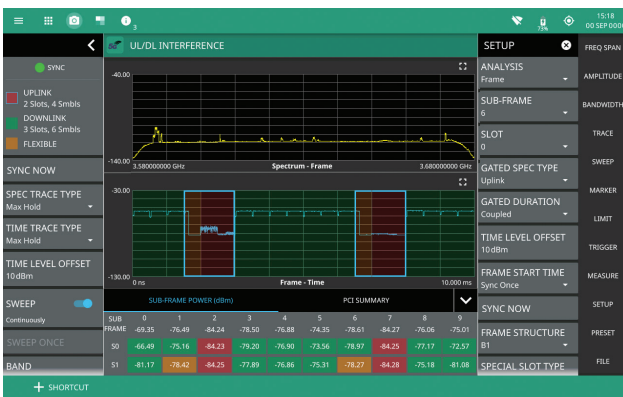 3
73%
15:18
00 SEP 0000
SYNC
UPLINK
2 Slots, 4 Smbls
DOWNLINK
3 Slots, 6 Smbls
FLEXIBLE
SYNC NOW
SPEC TRACE TYPE
Max Hold
TIME TRACE TYPE
Max Hold
TIME LEVEL OFFSET
10dBm
SWEEP
Continuously
SWEEP ONCE
BAND
SHORTCUT
5G
UL/DL INTERFERENCE
-40.00
-140.00
3.580000000 GHz
Spectrum - Frame
3.680000000 GHz
-30.00
-130.00
0 ns
Frame - Time
10.000 ms
SUB-FRAME POWER (dBm)
PCI SUMMARY
SUB FRAME 0 1 2 3 4 5 6 7 8 9
-69.35 -76.49 -84.24 -78.50 -76.88 -74.35 -78.61 -84.27 -76.06 -75.01
S0 -66.49 -75.16 -84.23 -79.20 -76.90 -73.56 -78.97 -84.25 -77.17 -72.57
S1 -81.17 -78.42 -84.25 -77.89 -76.86 -75.31 -78.27 -84.28 -75.18 -81.08
SETUP
ANALYSIS
Frame
SUB-FRAME
6
SLOT
0
GATED SPEC TYPE
Uplink
GATED DURATION
Coupled
TIME LEVEL OFFSET
10dBm
FRAME START TIME
Sync Once
SYNC NOW
FRAME STRUCTURE
B1
SPECIAL SLOT TYPE
FREQ SPAN
AMPLITUDE
BANDWIDTH
TRACE
SWEEP
MARKER
LIMIT
TRIGGER
MEASURE
SETUP
PRESET
FILE